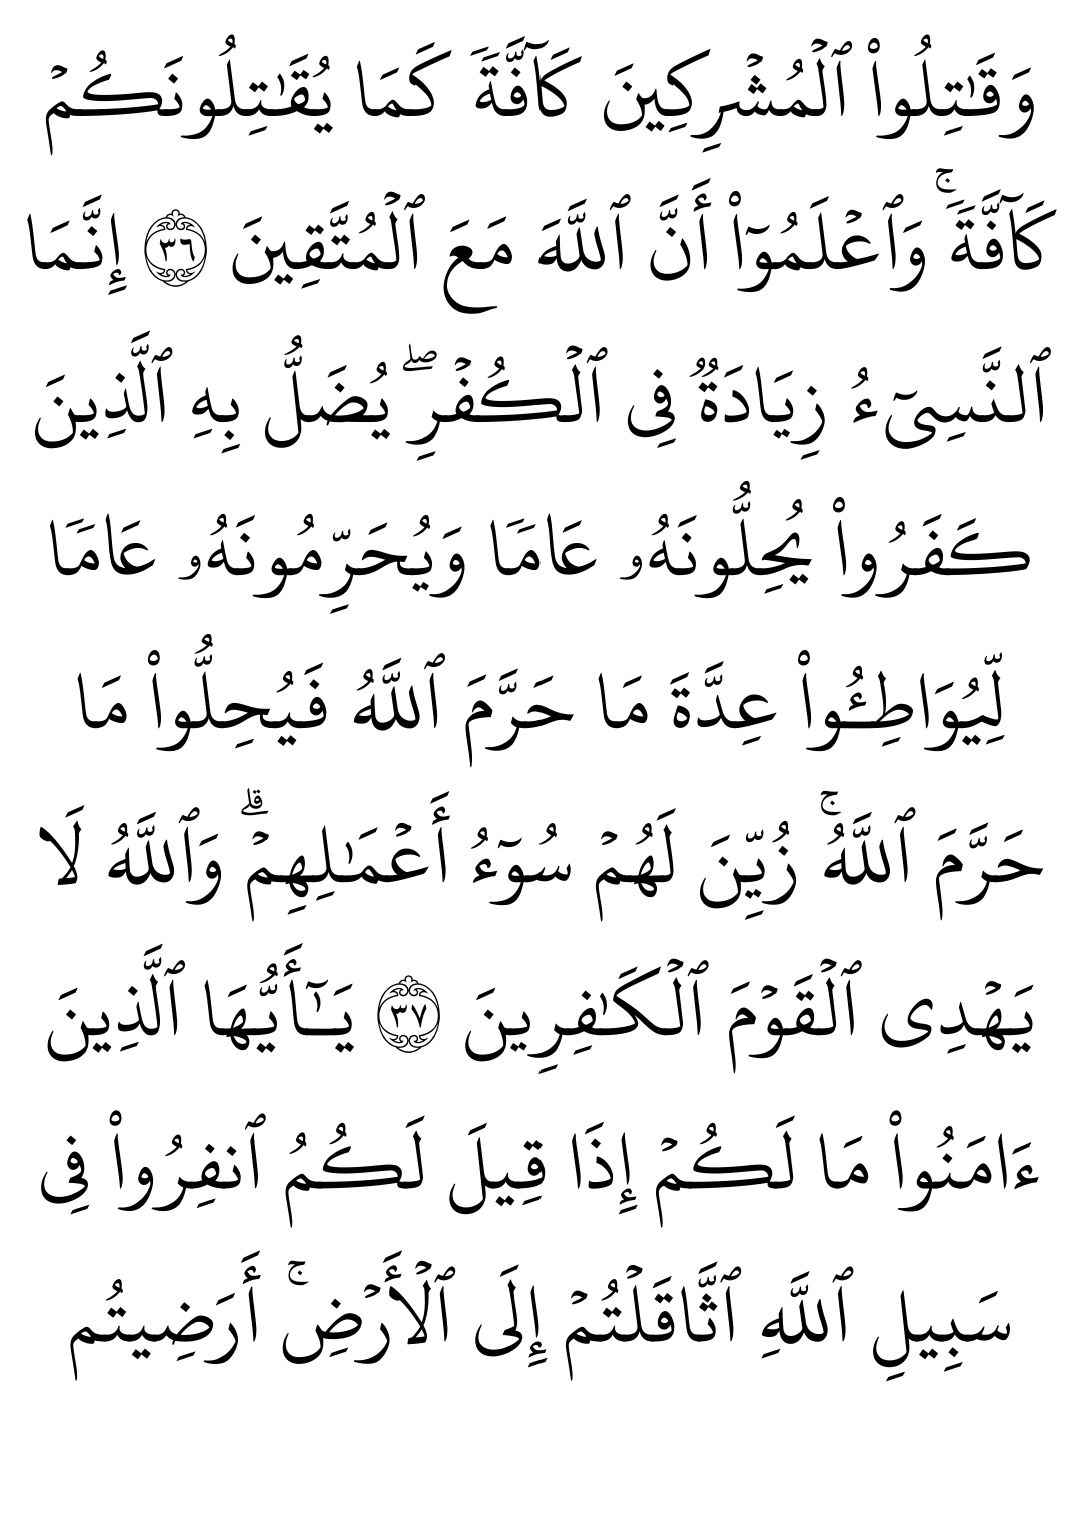 وَقَٰتِلُوا۟ ٱلْمُشْرِكِينَ كَآفَّةً كَمَا يُقَٰتِلُونَكُمْ
كَآفَّةً ۚ وَٱعْلَمُوٓا۟ أَنَّ ٱللَّهَ مَعَ ٱلْمُتَّقِينَ ٣٦ إِنَّمَا
ٱلنَّسِىٓءُ زِيَادَةٌ فِى ٱلْكُفْرِ ۖ يُضَلُّ بِهِ ٱلَّذِينَ
كَفَرُوا۟ يُحِلُّونَهُۥ عَامًا وَيُحَرِّمُونَهُۥ عَامًا
لِّيُوَاطِـُٔوا۟ عِدَّةَ مَا حَرَّمَ ٱللَّهُ فَيُحِلُّوا۟ مَا
حَرَّمَ ٱللَّهُ ۚ زُيِّنَ لَهُمْ سُوٓءُ أَعْمَٰلِهِمْ ۗ وَٱللَّهُ لَا
يَهْدِى ٱلْقَوْمَ ٱلْكَٰفِرِينَ ٣٧ يَٰٓأَيُّهَا ٱلَّذِينَ
ءَامَنُوا۟ مَا لَكُمْ إِذَا قِيلَ لَكُمُ ٱنفِرُوا۟ فِى
سَبِيلِ ٱللَّهِ ٱثَّاقَلْتُمْ إِلَى ٱلْأَرْضِ ۚ أَرَضِيتُم